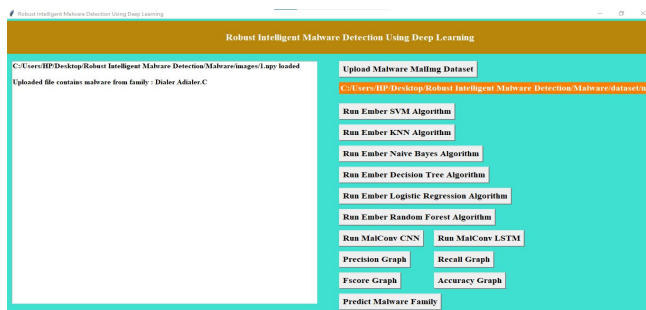 Robust Intelligent Malware Detection Using Deep Learning
Robust Intelligent Malware Detection Using Deep Learning
C:/Users/HP/Desktop/Robust Intelligent Malware Detection/Malware/images/1.npy loaded
Uploaded file contains malware from family : Dialer Adialer.C
Upload Malware MalImg Dataset
C:/Users/HP/Desktop/Robust Intelligent Malware Detection/Malware/dataset/m
Run Ember SVM Algorithm
Run Ember KNN Algorithm
Run Ember Naive Bayes Algorithm
Run Ember Decision Tree Algorithm
Run Ember Logistic Regression Algorithm
Run Ember Random Forest Algorithm
Run MalConv CNN Run MalConv LSTM
Precision Graph Recall Graph
Fscore Graph Accuracy Graph
Predict Malware Family